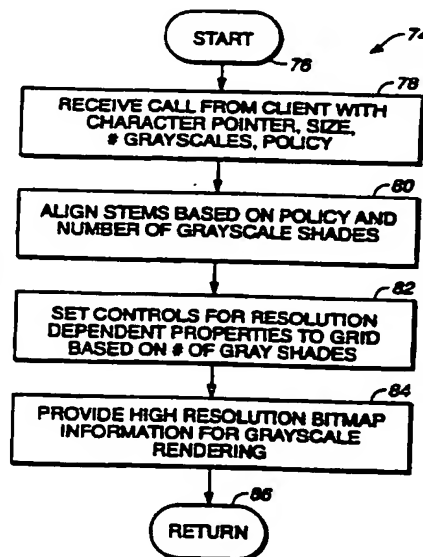 START
74
76
78
RECEIVE CALL FROM CLIENT WITH
CHARACTER POINTER, SIZE,
# GRAYSCALES, POLICY
80
ALIGN STEMS BASED ON POLICY AND
NUMBER OF GRAYSCALE SHADES
82
SET CONTROLS FOR RESOLUTION
DEPENDENT PROPERTIES TO GRID
BASED ON # OF GRAY SHADES
84
PROVIDE HIGH RESOLUTION BITMAP
INFORMATION FOR GRAYSCALE
RENDERING
86
RETURN